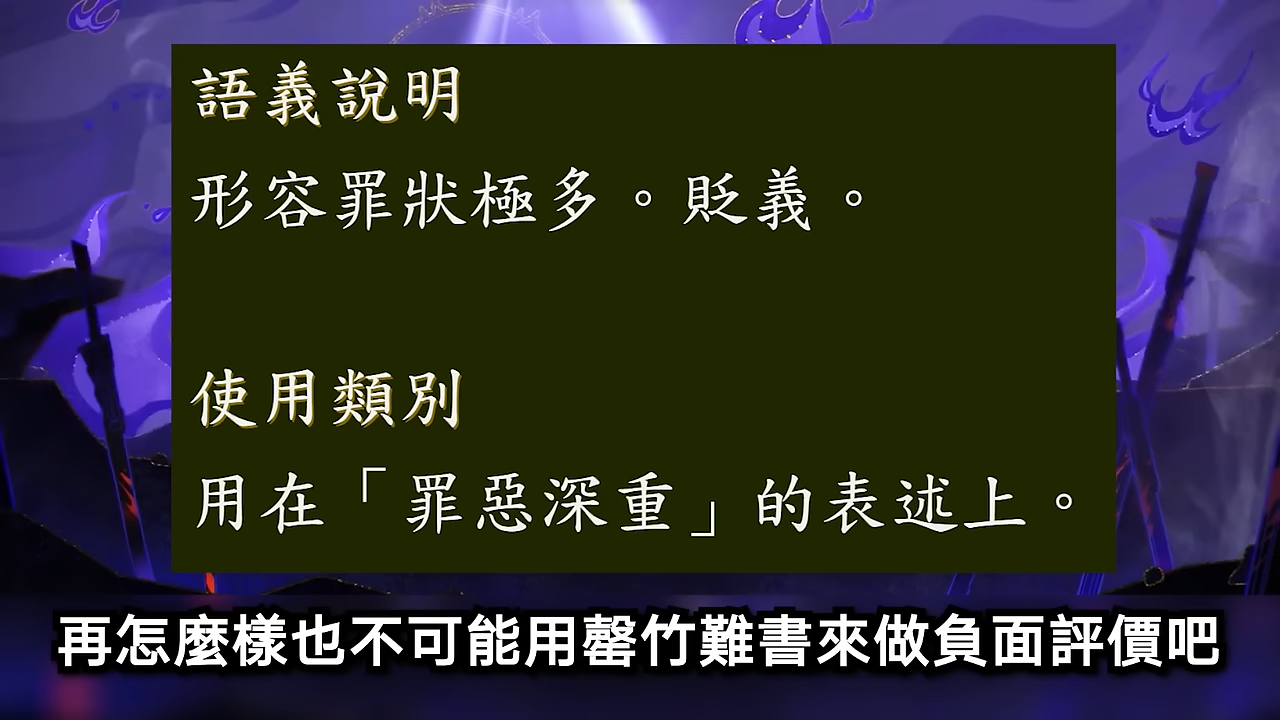 語義說明
形容罪狀極多。貶義。
使用類別
用在「罪惡深重」的表述上。
再怎麼樣也不可能用罄竹難書來做負面評價吧